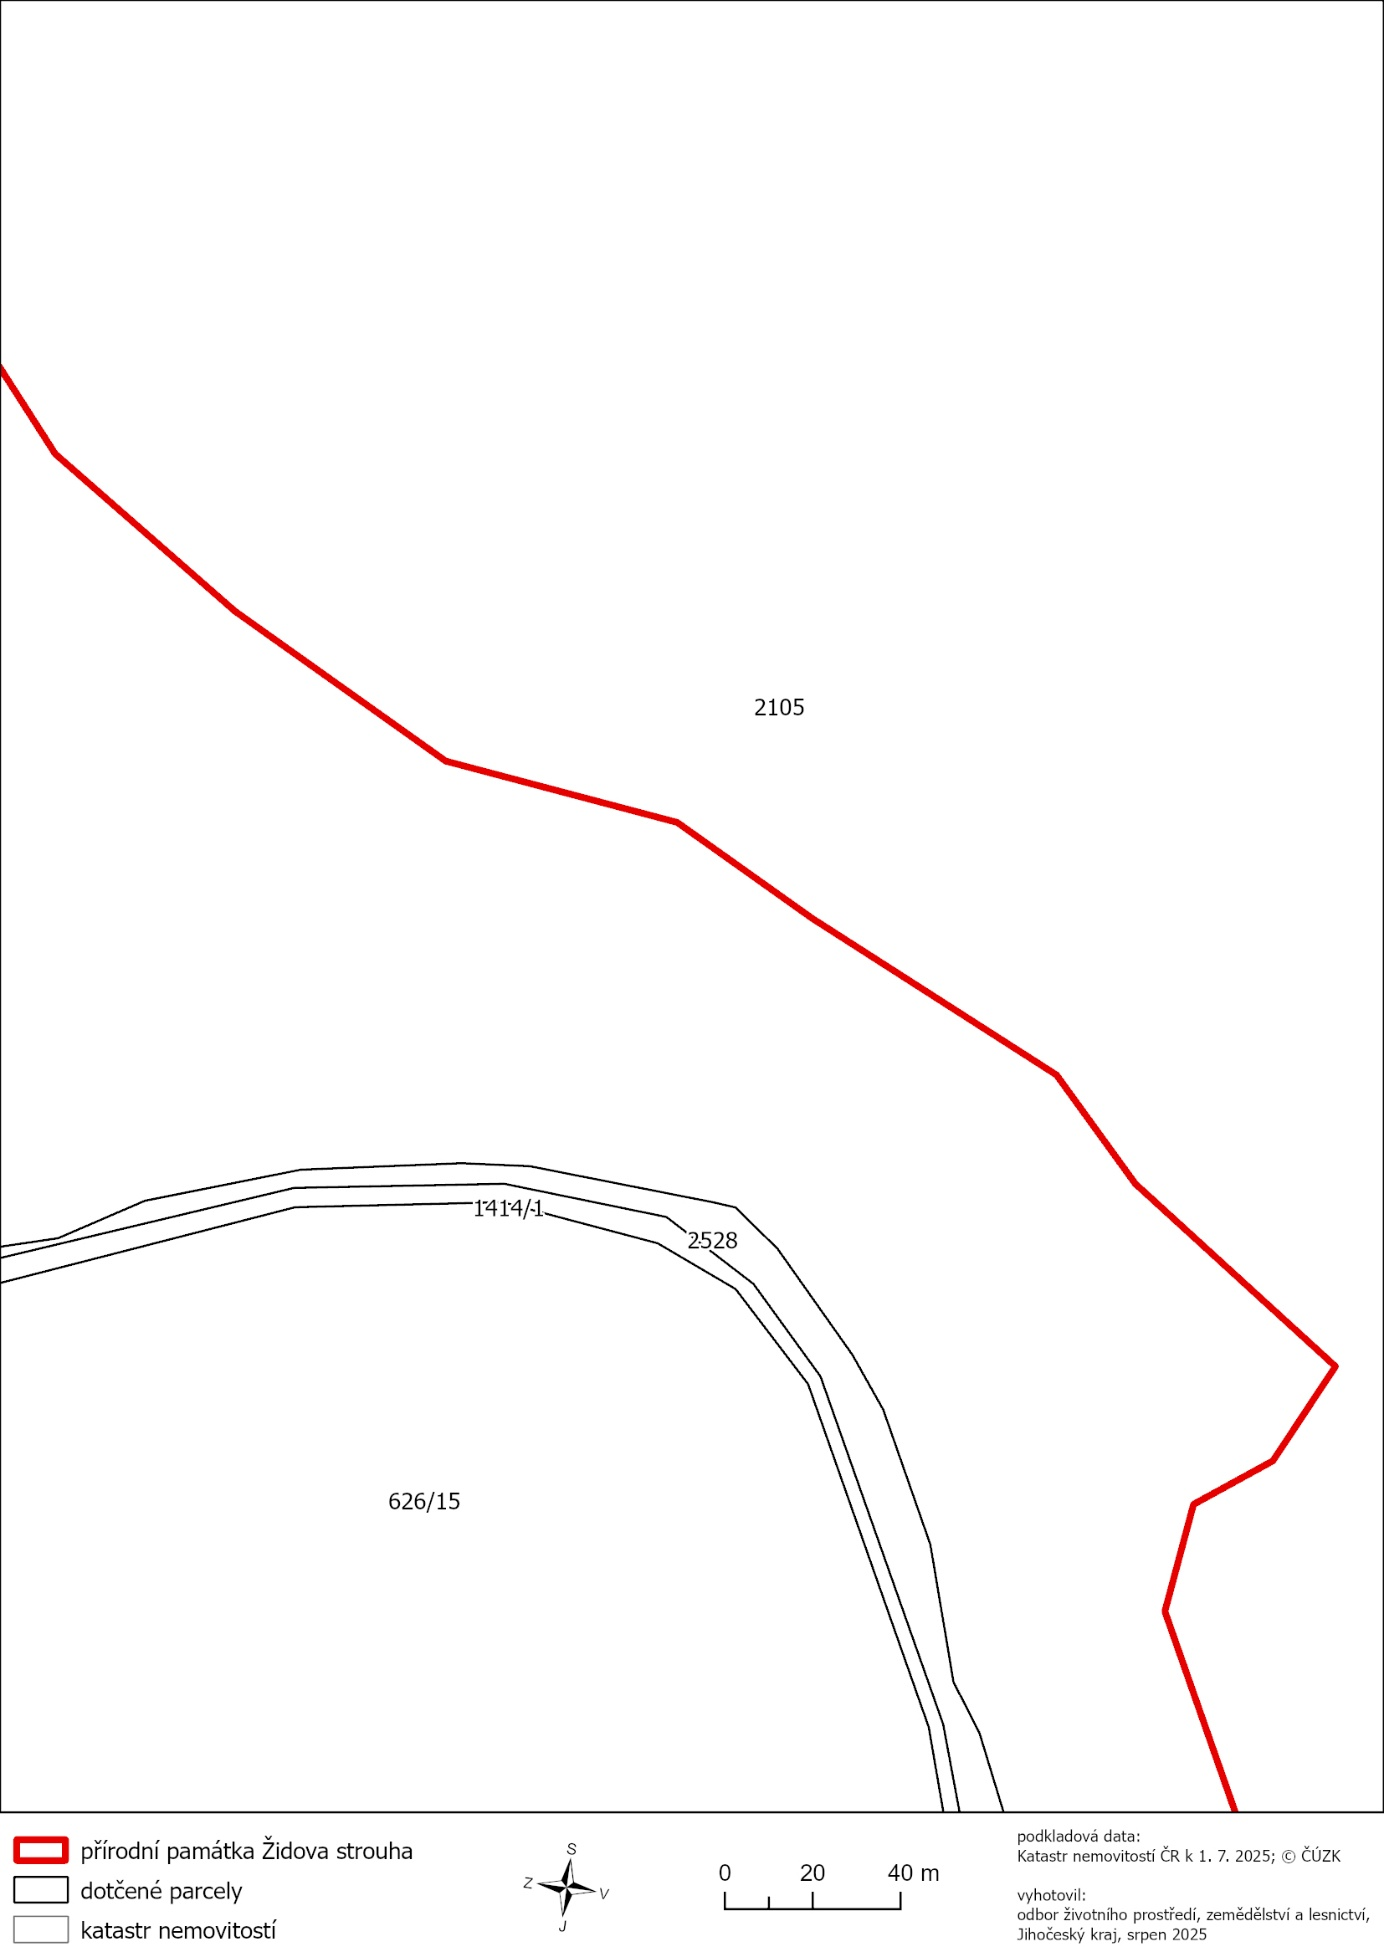 2105
1414/1
2528
626/15
přírodní památka Židova strouha
dotčené parcely
katastr nemovitostí
S
Z
V
J
0 20 40 m
podkladová data:
Katastr nemovitostí ČR k 1. 7. 2025; © ČÚZK
vyhotovil:
odbor životního prostředí, zemědělství a lesnictví,
Jihočeský kraj, srpen 2025